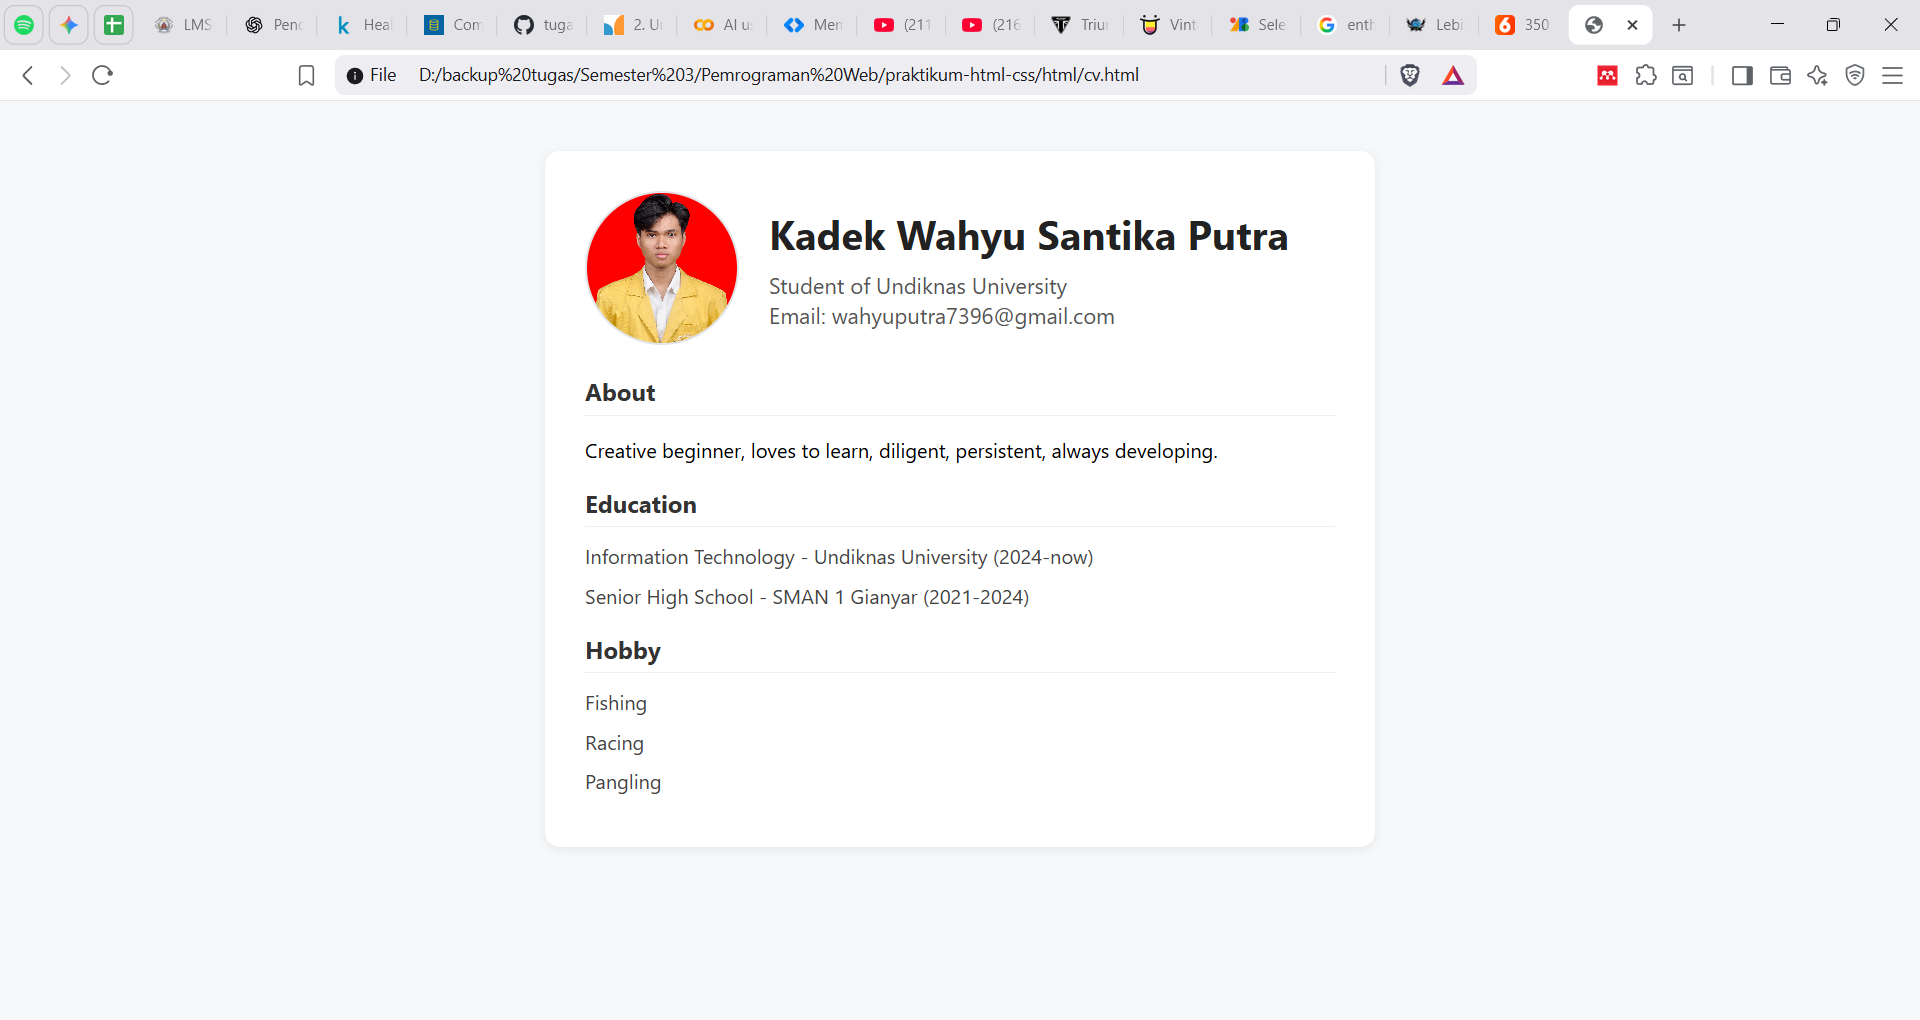 LMS
Penc
Heal
Com
tuga
2. U
AI u
Men
(211
(216
Triu
Vint
Sele
enth
Lebi
350
File D:/backup%20tugas/Semester%203/Pemrograman%20Web/praktikum-html-css/html/cv.html
Kadek Wahyu Santika Putra
Student of Undiknas University
Email: wahyuputra7396@gmail.com
About
Creative beginner, loves to learn, diligent, persistent, always developing.
Education
Information Technology - Undiknas University (2024-now)
Senior High School - SMAN 1 Gianyar (2021-2024)
Hobby
Fishing
Racing
Pangling